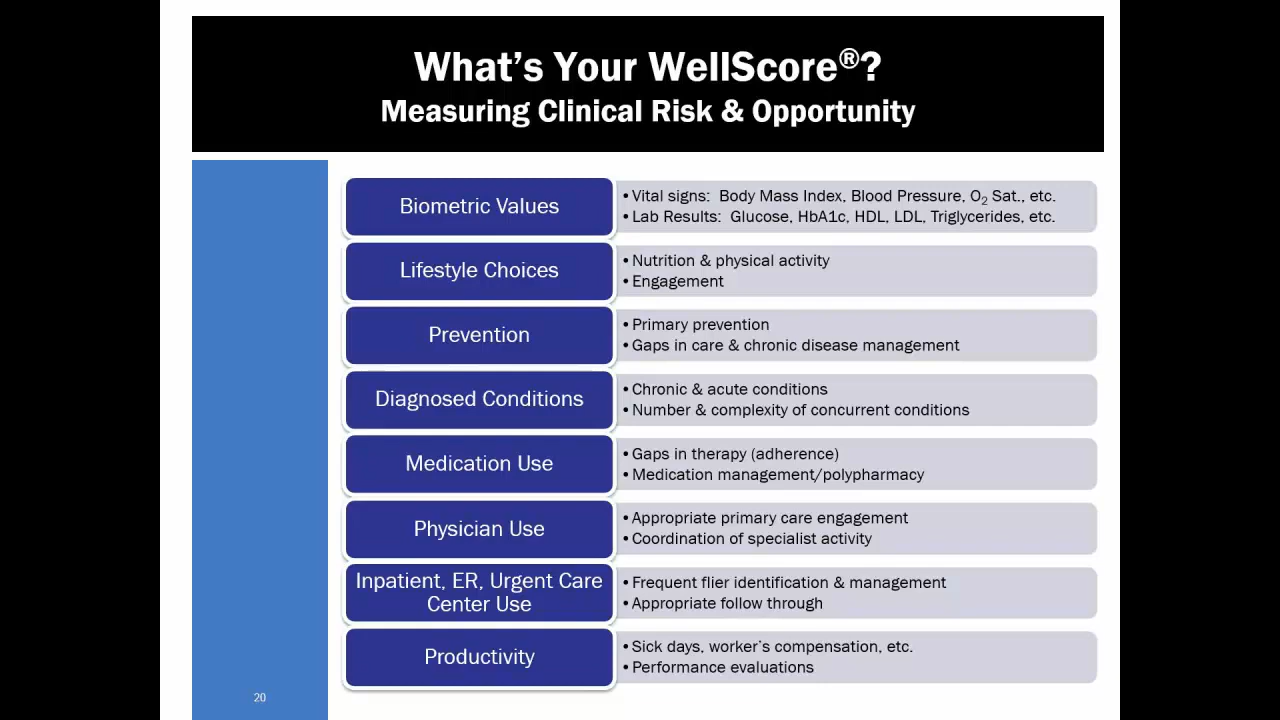 What's Your WellScore®?
Measuring Clinical Risk & Opportunity
Biometric Values
• Vital signs: Body Mass Index, Blood Pressure, O2 Sat., etc.
• Lab Results: Glucose, HbA1c, HDL, LDL, Triglycerides, etc.
Lifestyle Choices
• Nutrition & physical activity
• Engagement
Prevention
• Primary prevention
• Gaps in care & chronic disease management
Diagnosed Conditions
• Chronic & acute conditions
• Number & complexity of concurrent conditions
Medication Use
• Gaps in therapy (adherence)
• Medication management/polypharmacy
Physician Use
• Appropriate primary care engagement
• Coordination of specialist activity
Inpatient, ER, Urgent Care
Center Use
• Frequent flier identification & management
• Appropriate follow through
Productivity
• Sick days, worker's compensation, etc.
• Performance evaluations
20